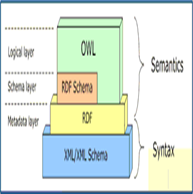 OWL
Logical layer
Semantics
Schema layer
RDF Schema
Metadata layer
RDF
XML/XML Schema
Syntax